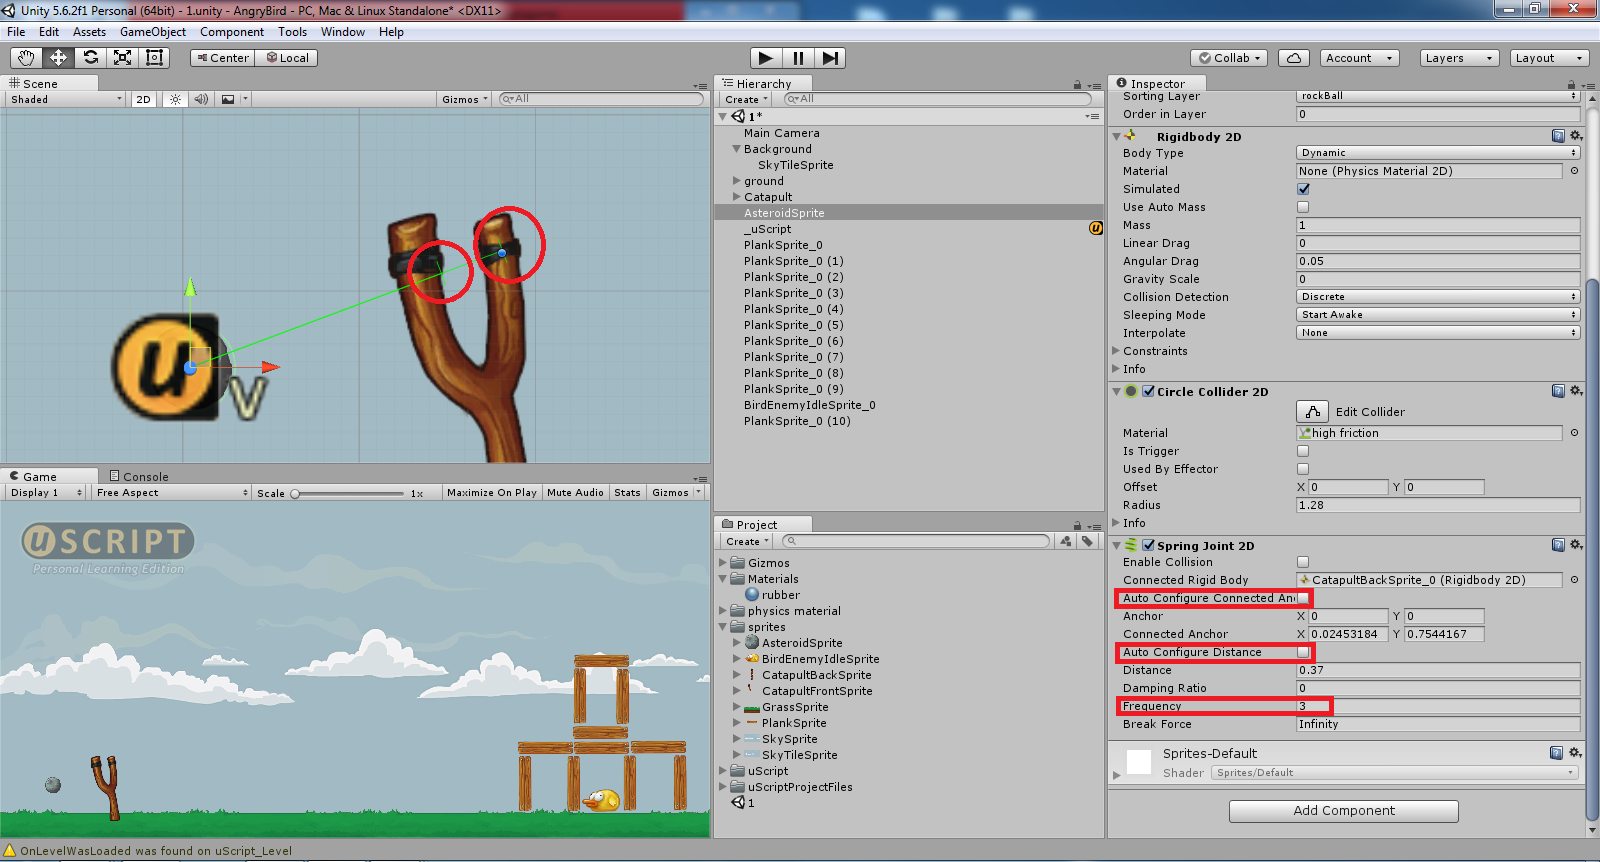 Unity 5.6.2f1 Personal (64bit) - 1.unity - AngryBird - PC, Mac & Linux Standalone* <DX11>
File Edit Assets GameObject Component Tools Window Help
Center Local Collab Account Layers Layout
Scene
Shaded 2D Gizmos All
u
V
Game Console
Display 1 Free Aspect Scale 1x Maximize On Play Mute Audio Stats Gizmos
uSCRIPT
Personal Learning Edition
Hierarchy
Create All
1*
Main Camera
Background
SkyTileSprite
ground
Catapult
AsteroidSprite
_uScript
PlankSprite_0
PlankSprite_0 (1)
PlankSprite_0 (2)
PlankSprite_0 (3)
PlankSprite_0 (4)
PlankSprite_0 (5)
PlankSprite_0 (6)
PlankSprite_0 (7)
PlankSprite_0 (8)
PlankSprite_0 (9)
BirdEnemyIdleSprite_0
PlankSprite_0 (10)
Project
Create
Gizmos
Materials
rubber
physics material
sprites
AsteroidSprite
BirdEnemyIdleSprite
CatapultBackSprite
CatapultFrontSprite
GrassSprite
PlankSprite
SkySprite
SkyTileSprite
uScript
uScriptProjectFiles
1
Inspector
Sorting Layer rockBall
Order in Layer 0
Rigidbody 2D
Body Type Dynamic
Material None (Physics Material 2D)
Simulated
Use Auto Mass
Mass 1
Linear Drag 0
Angular Drag 0.05
Gravity Scale 0
Collision Detection Discrete
Sleeping Mode Start Awake
Interpolate None
Constraints
Info
Circle Collider 2D
Edit Collider
Material high friction
Is Trigger
Used By Effector
Offset X 0 Y 0
Radius 1.28
Info
Spring Joint 2D
Enable Collision
Connected Rigid Body CatapultBackSprite_0 (Rigidbody 2D)
Auto Configure Connected An
Anchor X 0 Y 0
Connected Anchor X 0.02453184 Y 0.7544167
Auto Configure Distance
Distance 0.37
Damping Ratio 0
Frequency 3
Break Force Infinity
Sprites-Default
Shader Sprites/Default
Add Component
OnLevelWasLoaded was found on uScript_Level